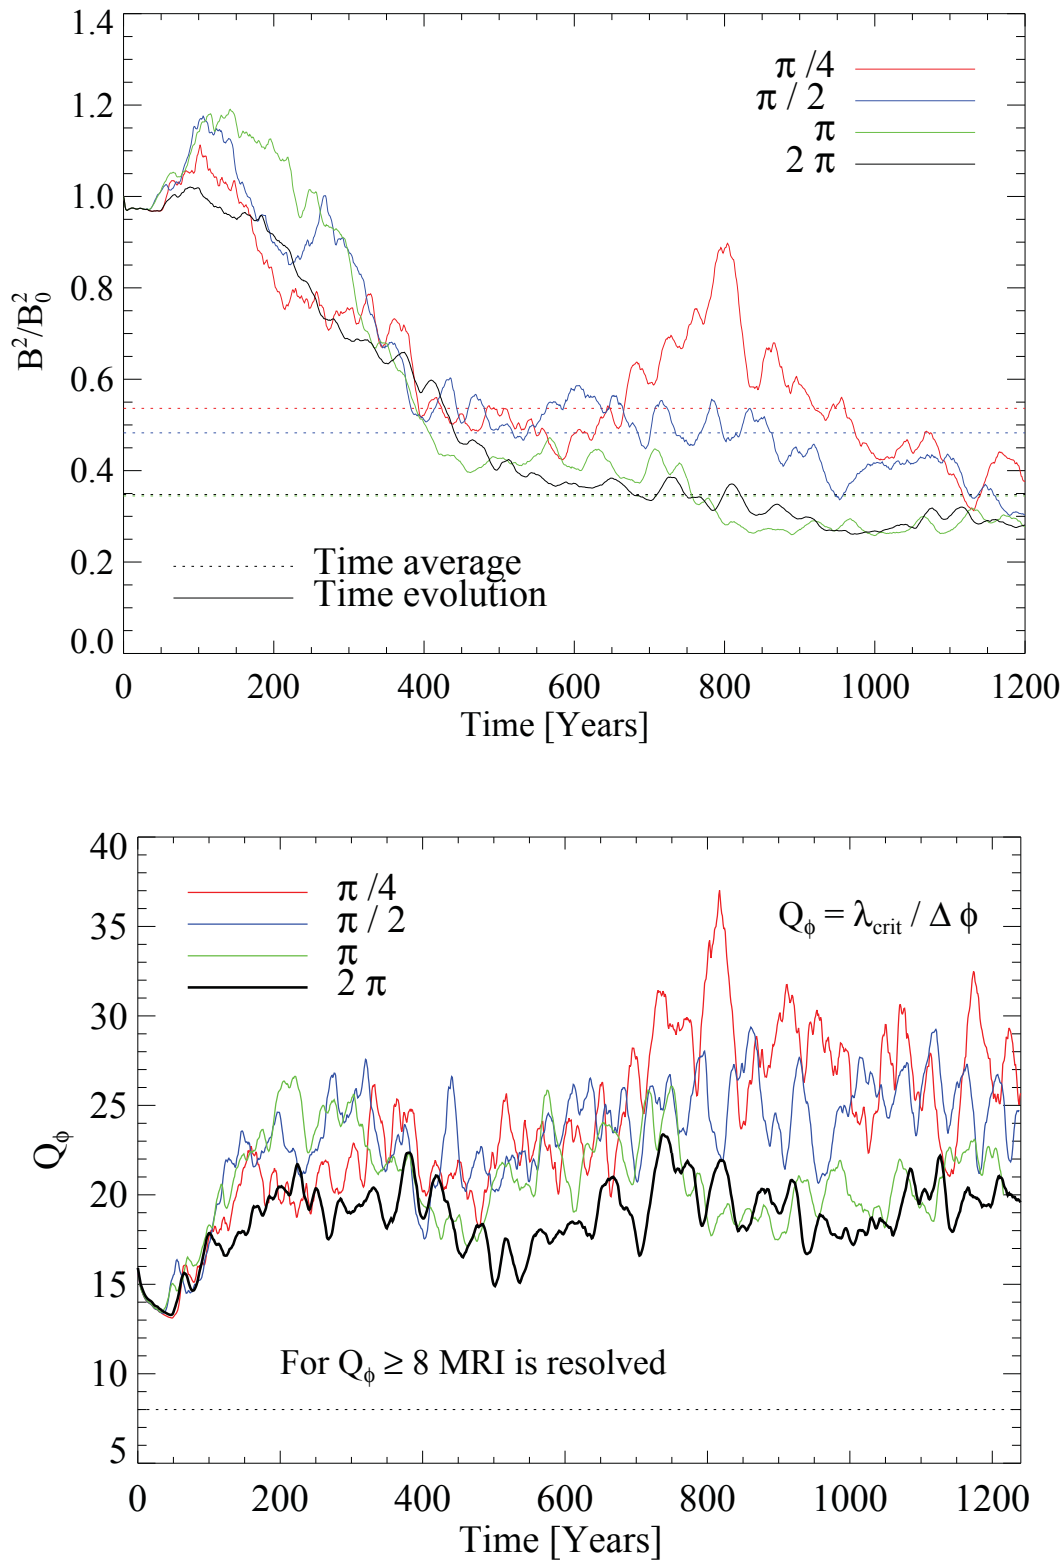 1.4
1.2
1.0
0.8
0.6
0.4
0.2
0.0
B²/B₀²
π /4
π / 2
π
2 π
Time average
Time evolution
0 200 400 600 800 1000 1200
Time [Years]
40
35
30
25
20
15
10
5
Q_ϕ
π /4
π / 2
π
2 π
Q_ϕ = λ_crit / Δ ϕ
For Q_ϕ ≥ 8 MRI is resolved
0 200 400 600 800 1000 1200
Time [Years]